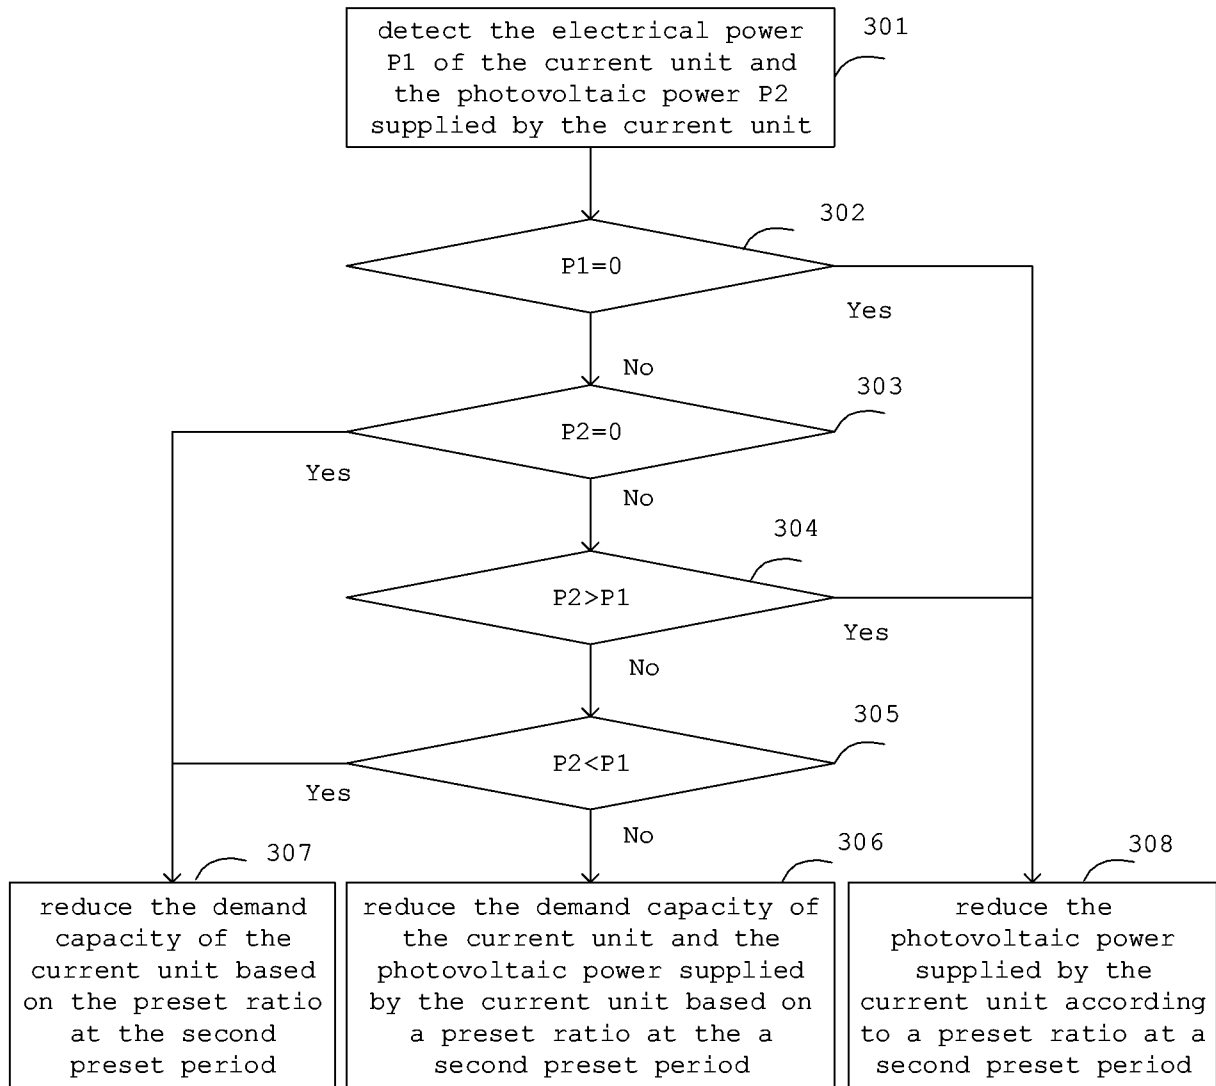 detect the electrical power
P1 of the current unit and
the photovoltaic power P2
supplied by the current unit
301
302
P1=0
Yes
No
303
P2=0
Yes
No
304
P2>P1
Yes
No
305
P2<P1
Yes
No
307
reduce the demand
capacity of the
current unit based
on the preset ratio
at the second
preset period
306
reduce the demand capacity of
the current unit and the
photovoltaic power supplied
by the current unit based on
a preset ratio at the a
second preset period
308
reduce the
photovoltaic power
supplied by the
current unit according
to a preset ratio at a
second preset period